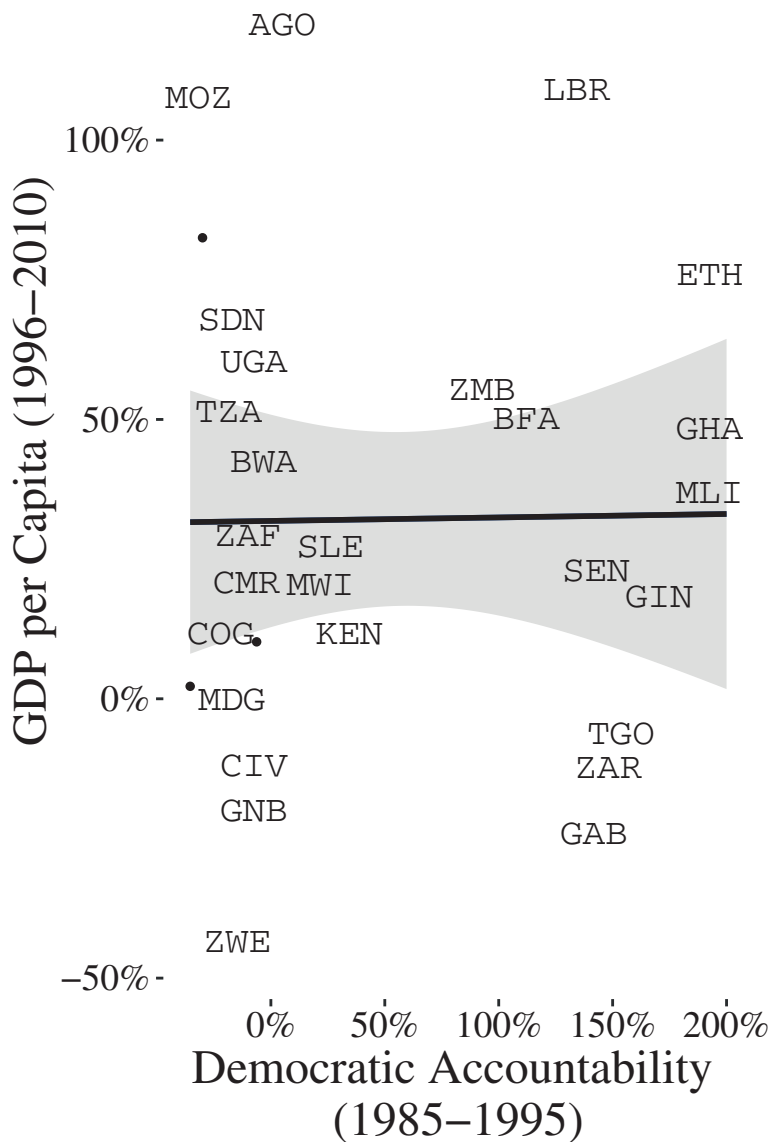 AGO
LBR
MOZ
100%
ETH
SDN
UGA
ZMB
50%
TZA
BFA
GHA
BWA
MLI
ZAF
SLE
SEN
CMR
MWI
GIN
COG
KEN
0%
MDG
TGO
CIV
ZAR
GNB
GAB
ZWE
−50%
GDP per Capita (1996−2010)
0% 50% 100% 150% 200%
Democratic Accountability
(1985−1995)